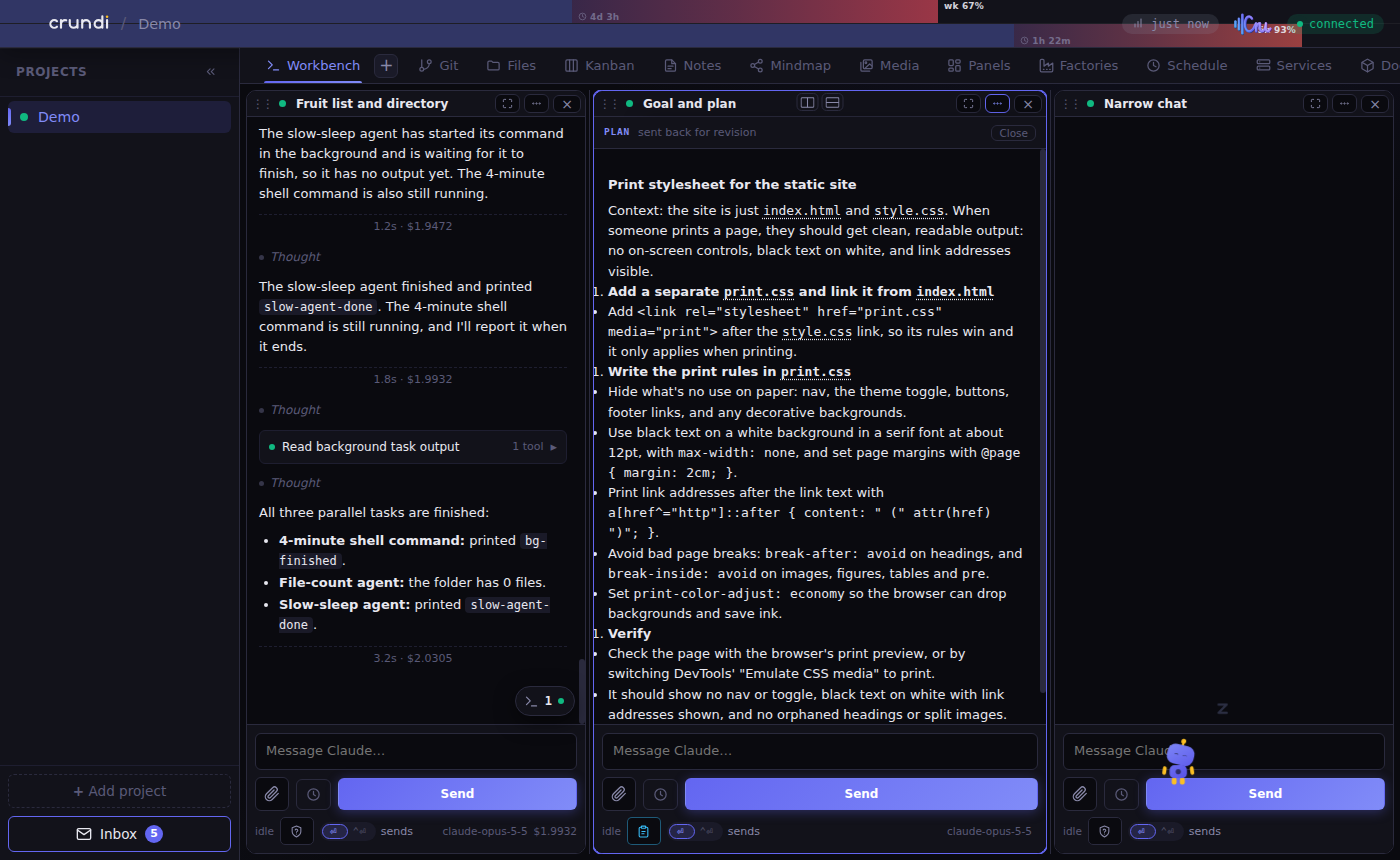 crundi / Demo
4d 3h
wk 67%
1h 22m
5h 93%
just now
connected
PROJECTS
Demo
+ Add project
Inbox 5
Workbench
Git
Files
Kanban
Notes
Mindmap
Media
Panels
Factories
Schedule
Services
Do
Fruit list and directory
The slow-sleep agent has started its command
in the background and is waiting for it to
finish, so it has no output yet. The 4-minute
shell command is also still running.
1.2s · $1.9472
Thought
The slow-sleep agent finished and printed
slow-agent-done . The 4-minute shell
command is still running, and I'll report it when
it ends.
1.8s · $1.9932
Thought
Read background task output 1 tool
Thought
All three parallel tasks are finished:
• 4-minute shell command: printed bg-
finished .
• File-count agent: the folder has 0 files.
• Slow-sleep agent: printed slow-agent-
done .
3.2s · $2.0305
1
Message Claude…
Send
idle
sends
claude-opus-5-5 $1.9932
Goal and plan
PLAN sent back for revision
Close
Print stylesheet for the static site
Context: the site is just index.html and style.css. When
someone prints a page, they should get clean, readable output:
no on-screen controls, black text on white, and link addresses
visible.
1. Add a separate print.css and link it from index.html
• Add <link rel="stylesheet" href="print.css"
media="print"> after the style.css link, so its rules win and
it only applies when printing.
1. Write the print rules in print.css
• Hide what's no use on paper: nav, the theme toggle, buttons,
footer links, and any decorative backgrounds.
• Use black text on a white background in a serif font at about
12pt, with max-width: none, and set page margins with @page
{ margin: 2cm; }.
• Print link addresses after the link text with
a[href^="http"]::after { content: " (" attr(href)
")"; }.
• Avoid bad page breaks: break-after: avoid on headings, and
break-inside: avoid on images, figures, tables and pre.
• Set print-color-adjust: economy so the browser can drop
backgrounds and save ink.
1. Verify
• Check the page with the browser's print preview, or by
switching DevTools' "Emulate CSS media" to print.
• It should show no nav or toggle, black text on white with link
addresses shown, and no orphaned headings or split images.
Message Claude…
Send
idle
sends
claude-opus-5-5
Narrow chat
z
Message Clau
Send
idle
sends